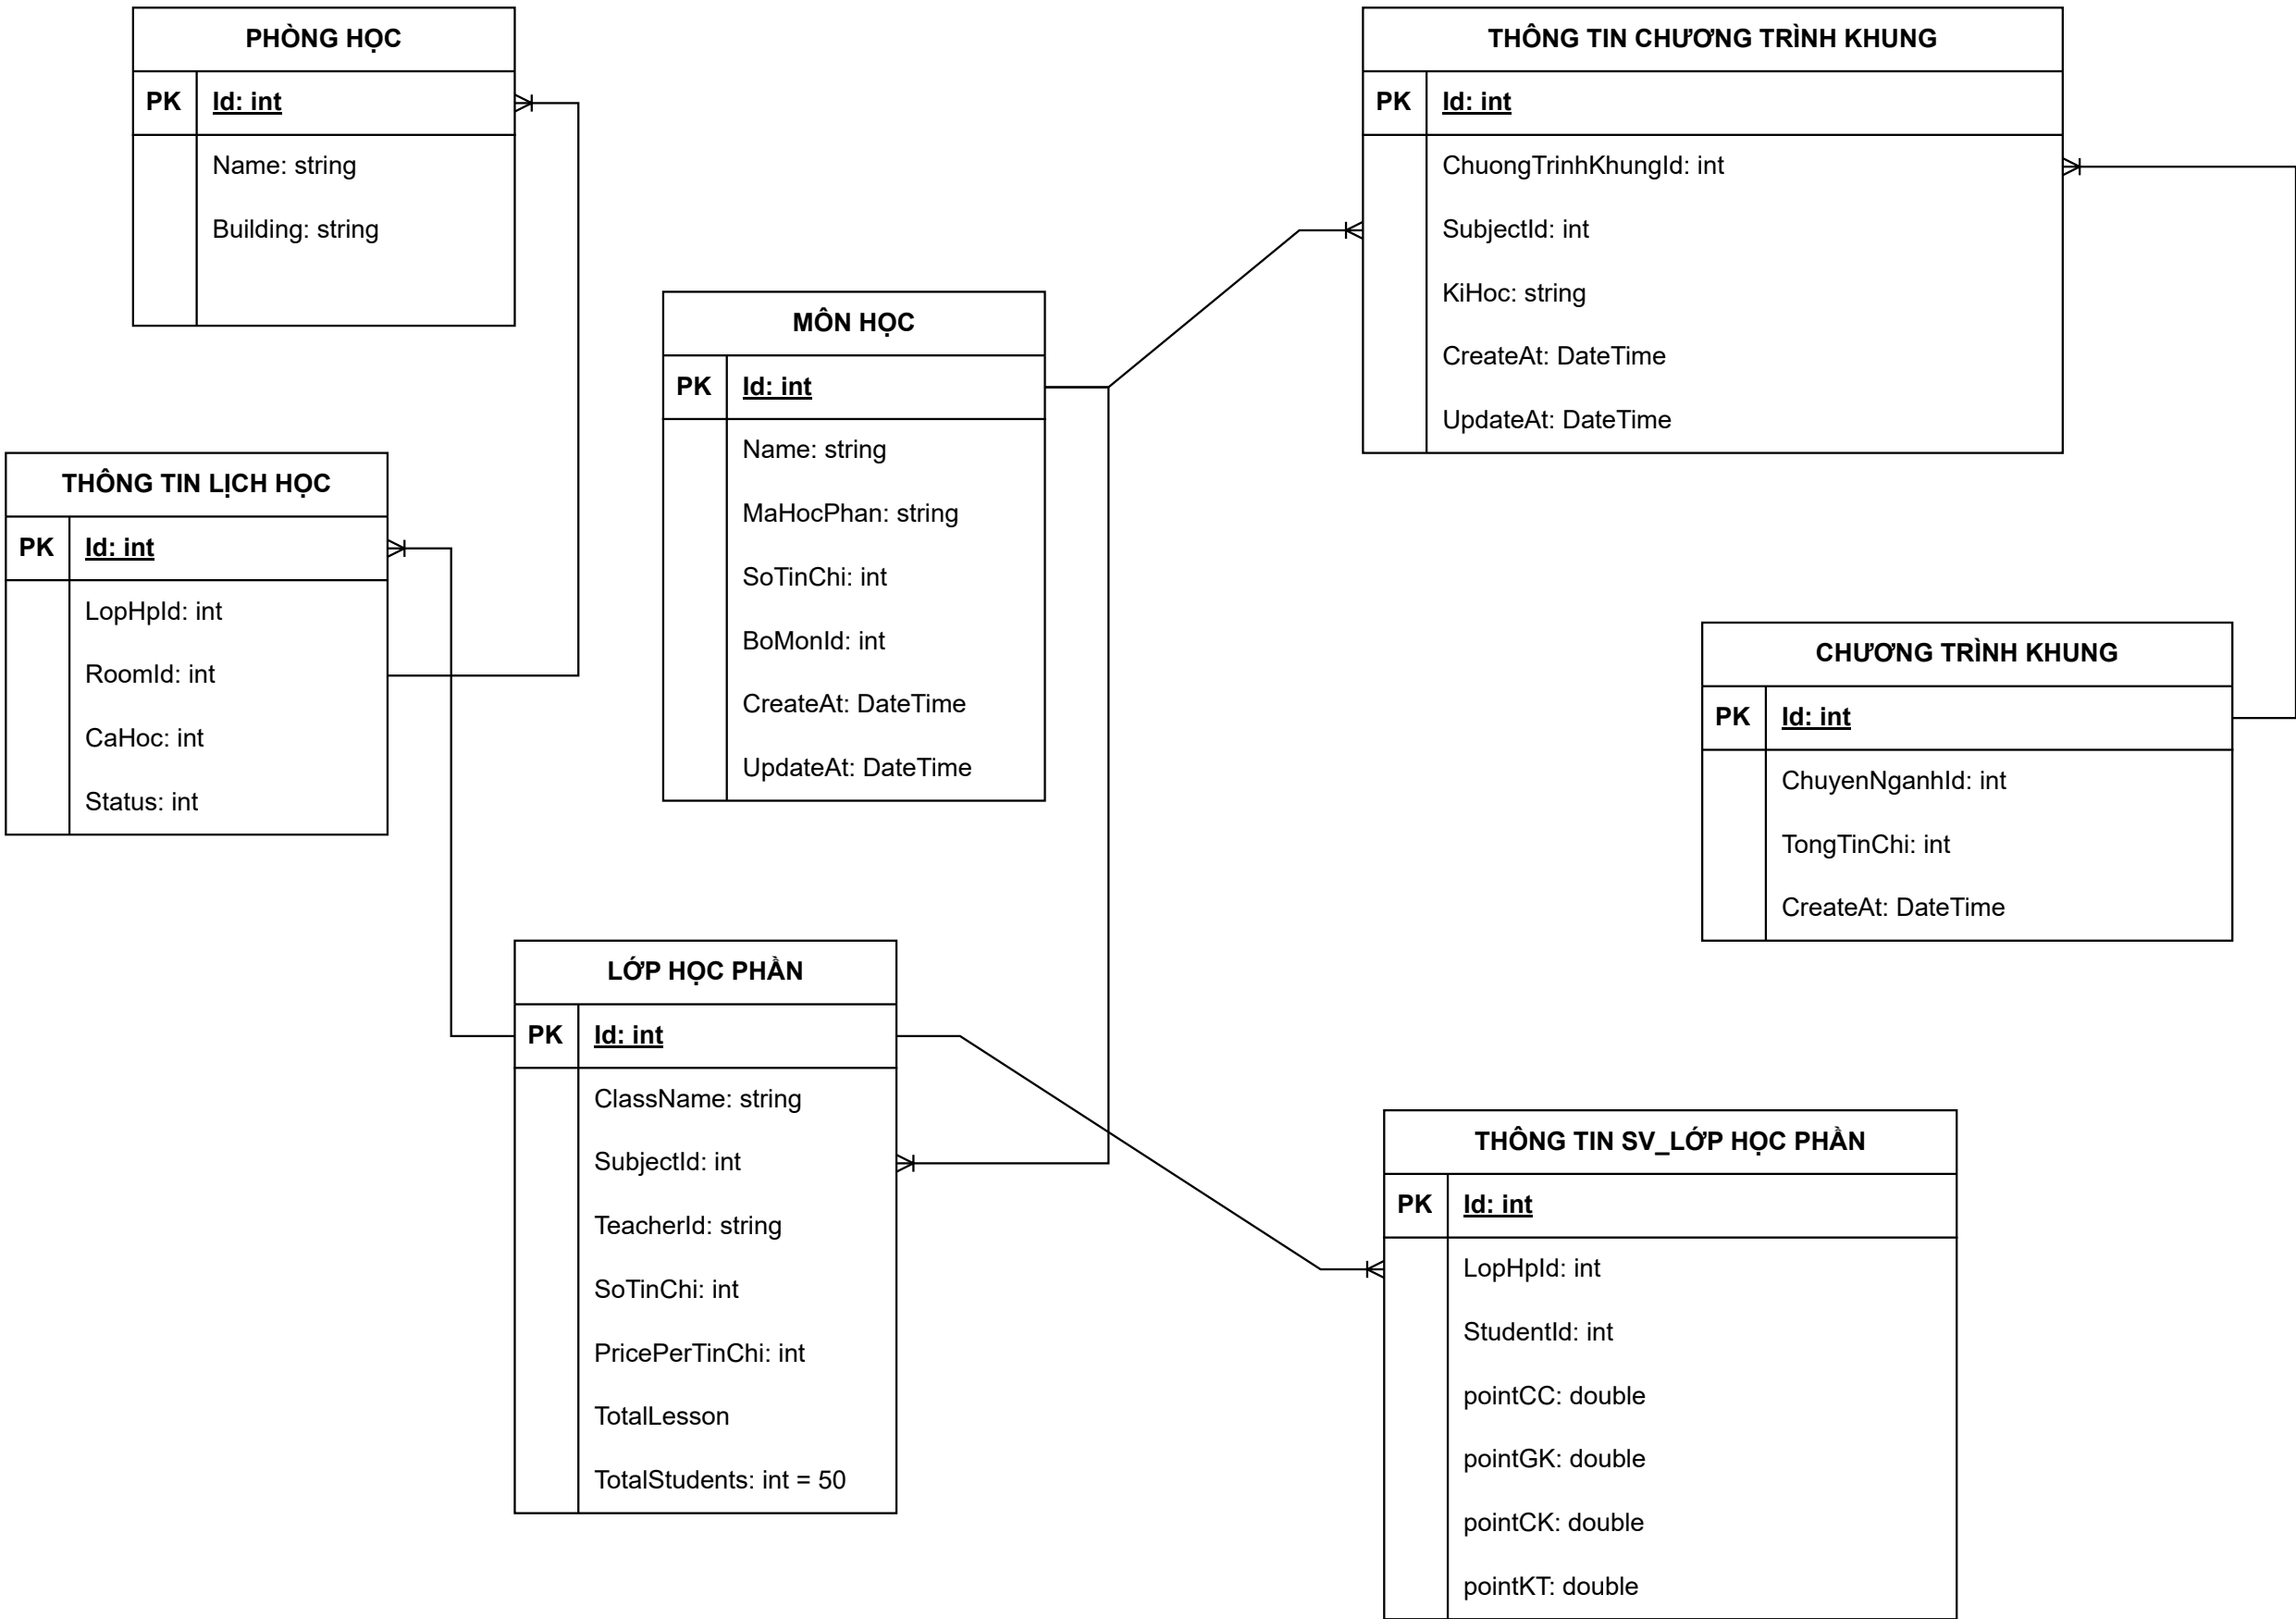 PHÒNG HỌC
PK Id: int
Name: string
Building: string
THÔNG TIN CHƯƠNG TRÌNH KHUNG
PK Id: int
ChuongTrinhKhungId: int
SubjectId: int
KiHoc: string
CreateAt: DateTime
UpdateAt: DateTime
MÔN HỌC
PK Id: int
Name: string
MaHocPhan: string
SoTinChi: int
BoMonId: int
CreateAt: DateTime
UpdateAt: DateTime
THÔNG TIN LỊCH HỌC
PK Id: int
LopHpId: int
RoomId: int
CaHoc: int
Status: int
CHƯƠNG TRÌNH KHUNG
PK Id: int
ChuyenNganhId: int
TongTinChi: int
CreateAt: DateTime
LỚP HỌC PHẦN
PK Id: int
ClassName: string
SubjectId: int
TeacherId: string
SoTinChi: int
PricePerTinChi: int
TotalLesson
TotalStudents: int = 50
THÔNG TIN SV_LỚP HỌC PHẦN
PK Id: int
LopHpId: int
StudentId: int
pointCC: double
pointGK: double
pointCK: double
pointKT: double